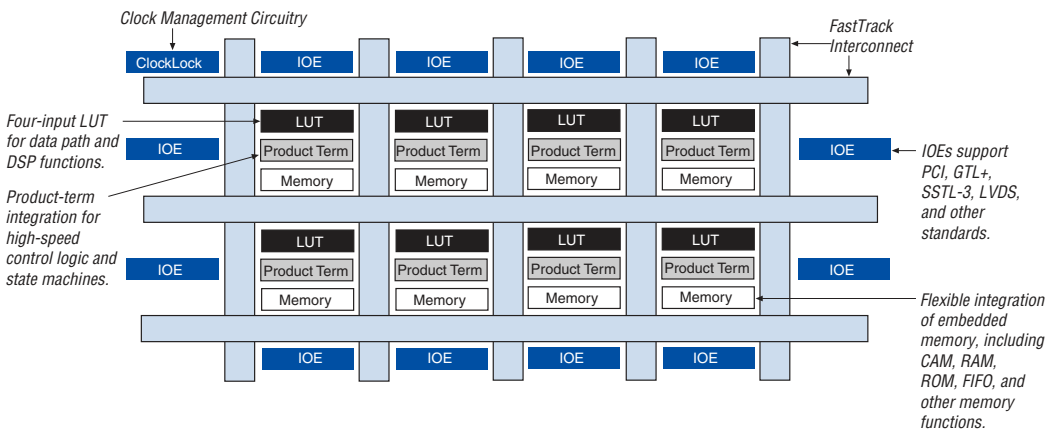 Clock Management Circuitry
FastTrack
Interconnect
ClockLock
IOE
IOE
IOE
IOE
Four-input LUT
for data path and
DSP functions.
LUT
LUT
LUT
LUT
IOE
Product Term
Product Term
Product Term
Product Term
IOE
IOEs support
PCI, GTL+,
SSTL-3, LVDS,
and other
standards.
Memory
Memory
Memory
Memory
Product-term
integration for
high-speed
control logic and
state machines.
LUT
LUT
LUT
LUT
IOE
Product Term
Product Term
Product Term
Product Term
IOE
Memory
Memory
Memory
Memory
Flexible integration
of embedded
memory, including
CAM, RAM,
ROM, FIFO, and
other memory
functions.
IOE
IOE
IOE
IOE